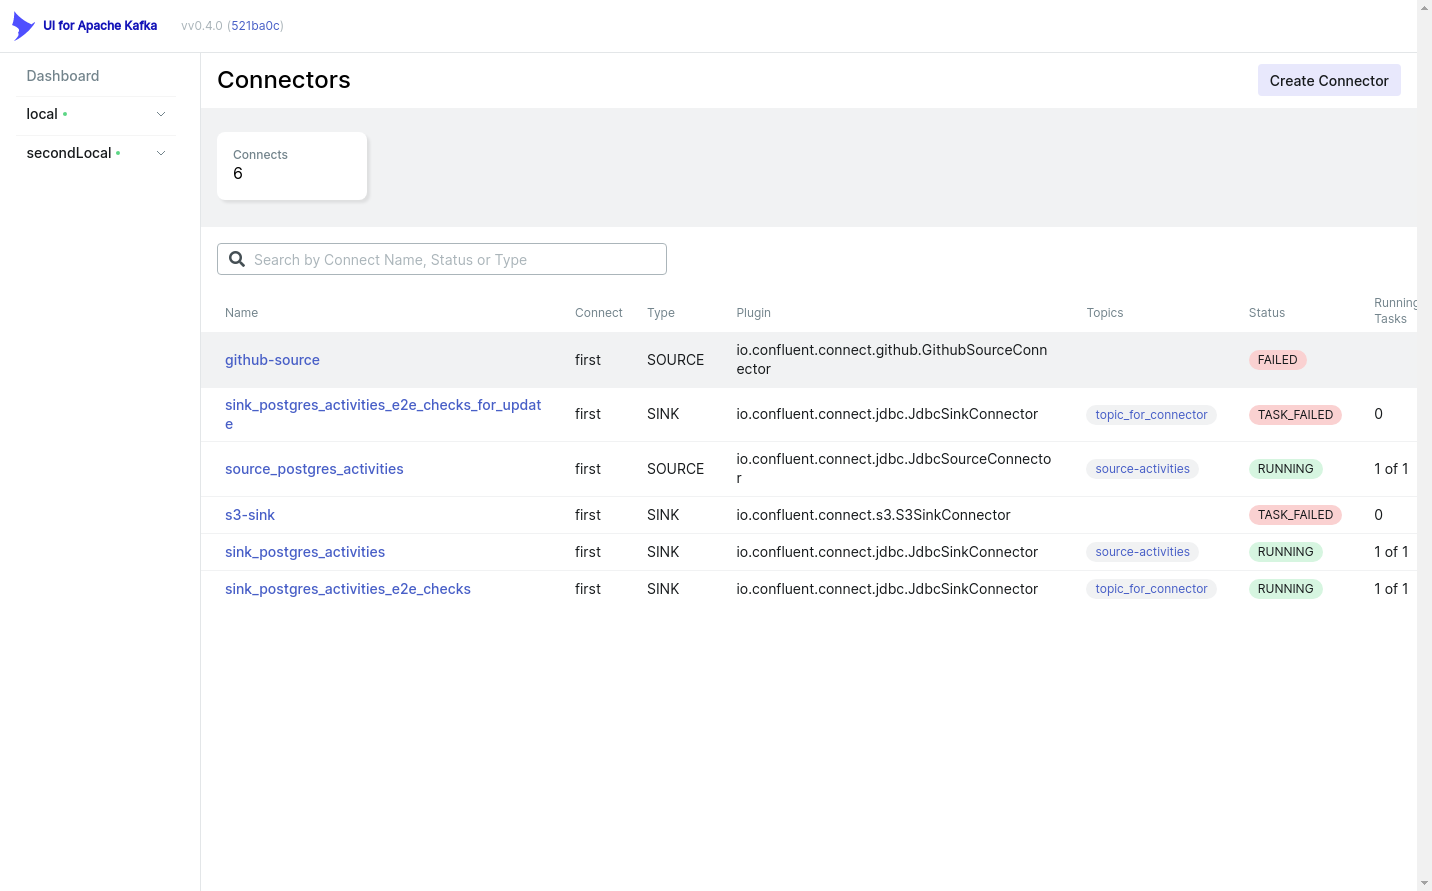 UI for Apache Kafka vv0.4.0 (521ba0c)
Dashboard
local
secondLocal
Connectors
Create Connector
Connects
6
Search by Connect Name, Status or Type
Name Connect Type Plugin Topics Status Running
Tasks
github-source first SOURCE io.confluent.connect.github.GithubSourceConn
ector FAILED
sink_postgres_activities_e2e_checks_for_updat
e first SINK io.confluent.connect.jdbc.JdbcSinkConnector topic_for_connector TASK_FAILED 0
source_postgres_activities first SOURCE io.confluent.connect.jdbc.JdbcSourceConnecto
r source-activities RUNNING 1 of 1
s3-sink first SINK io.confluent.connect.s3.S3SinkConnector TASK_FAILED 0
sink_postgres_activities first SINK io.confluent.connect.jdbc.JdbcSinkConnector source-activities RUNNING 1 of 1
sink_postgres_activities_e2e_checks first SINK io.confluent.connect.jdbc.JdbcSinkConnector topic_for_connector RUNNING 1 of 1